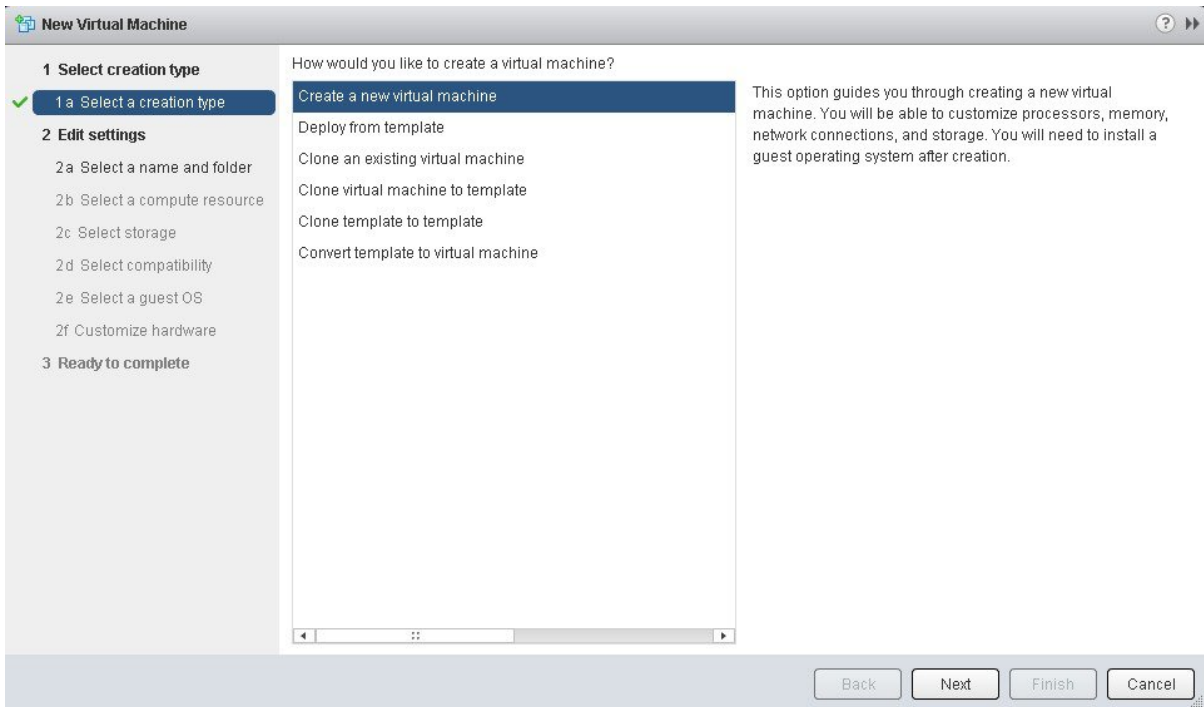 New Virtual Machine
?
1 Select creation type
1a Select a creation type
2 Edit settings
2a Select a name and folder
2b Select a compute resource
2c Select storage
2d Select compatibility
2e Select a guest OS
2f Customize hardware
3 Ready to complete
How would you like to create a virtual machine?
Create a new virtual machine
Deploy from template
Clone an existing virtual machine
Clone virtual machine to template
Clone template to template
Convert template to virtual machine
This option guides you through creating a new virtual
machine. You will be able to customize processors, memory,
network connections, and storage. You will need to install a
guest operating system after creation.
Back
Next
Finish
Cancel